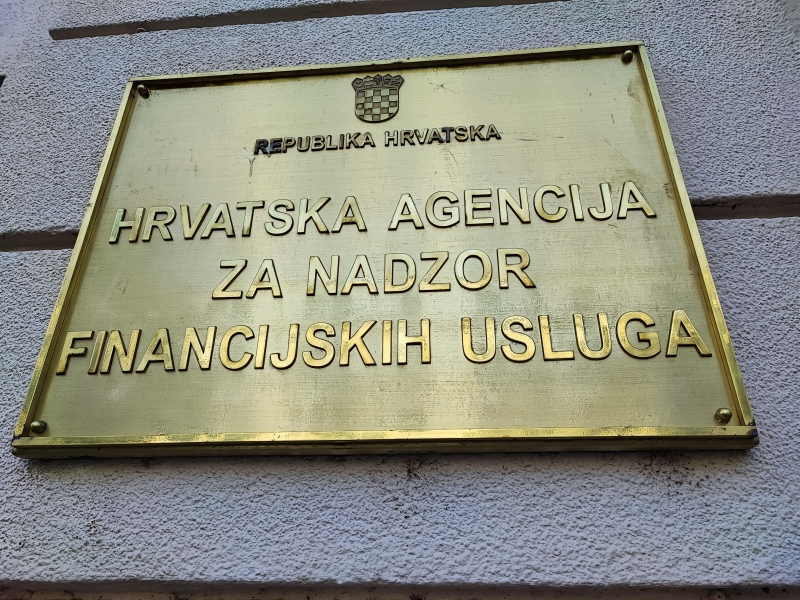 REPUBLIKA HRVATSKA
HRVATSKA AGENCIJA
ZA NADZOR
FINANCIJSKIH USLUGA